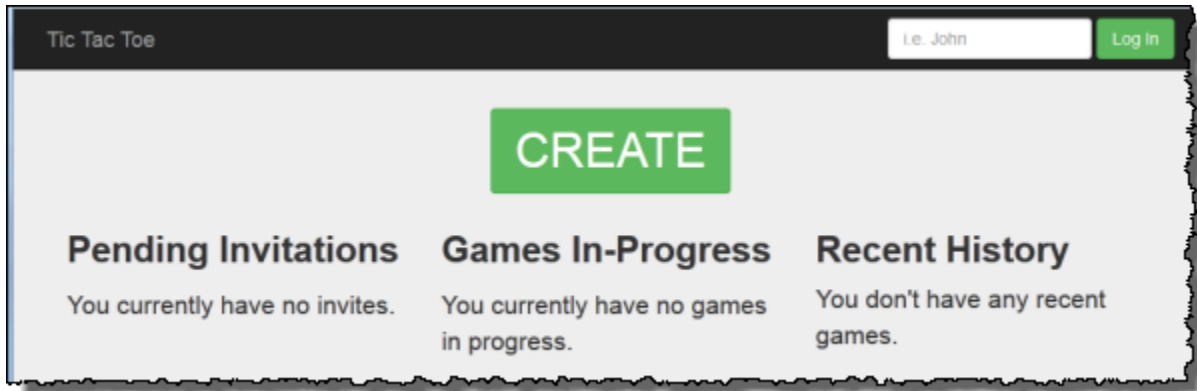 Tic Tac Toe
i.e. John
Log In
CREATE
Pending Invitations
You currently have no invites.
Games In-Progress
You currently have no games
in progress.
Recent History
You don't have any recent
games.